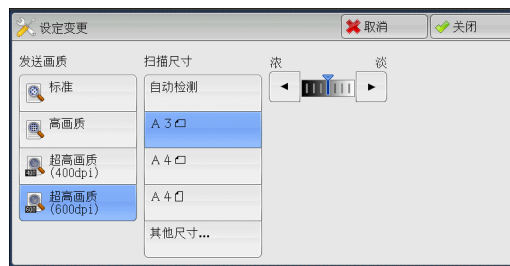 设定变更
取消
关闭
发送画质
扫描尺寸
浓
淡
标准
高画质
超高画质
(400dpi)
超高画质
(600dpi)
自动检测
A3
A4
A4
其他尺寸...